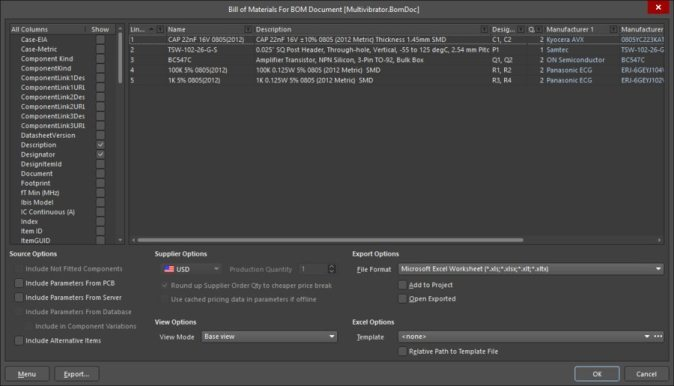 Bill of Materials For BOM Document [Multivibrator.BomDoc]
All Columns Show
Case-EIA
Case-Metric
Component Kind
ComponentKind
ComponentLink1Des
ComponentLink1URL
ComponentLink2Des
ComponentLink2URL
ComponentLink3Des
ComponentLink3URL
DatasheetVersion
Description
Designator
DesignItemId
Document
Footprint
fT Min (MHz)
Ibis Model
IC Continuous (A)
Index
Item ID
ItemGUID
Lin... Name Description Desig... Q Manufacturer 1 Manufacturer
1 CAP 22nF 16V 0805(2012) CAP 22nF 16V ±10% 0805 (2012 Metric) Thickness 1.45mm SMD C1, C2 2 Kyocera AVX 0805YC223KAT
2 TSW-102-26-G-S 0.025" SQ Post Header, Through-hole, Vertical, -55 to 125 degC, 2.54 mm Pitc P1 1 Samtec TSW-102-26-G
3 BC547C Amplifier Transistor, NPN Silicon, 3-Pin TO-92, Bulk Box Q1, Q2 2 ON Semiconductor BC547C
4 100K 5% 0805(2012) 100K 0.125W 5% 0805 (2012 Metric) SMD R1, R2 2 Panasonic ECG ERJ-6GEYJ104V
5 1K 5% 0805(2012) 1K 0.125W 5% 0805 (2012 Metric) SMD R3, R4 2 Panasonic ECG
Source Options
Include Not Fitted Components
Include Parameters From PCB
Include Parameters From Server
Include Parameters From Database
Include in Component Variations
Include Alternative Items
Supplier Options
USD Production Quantity 1
Round up Supplier Order Qty to cheaper price break
Use cached pricing data in parameters if offline
View Options
View Mode Base view
Export Options
File Format Microsoft Excel Worksheet (*.xls;*.xlsx;*.xlt;*.xltx)
Add to Project
Open Exported
Excel Options
Template <none>
Relative Path to Template File
Menu Export... OK Cancel